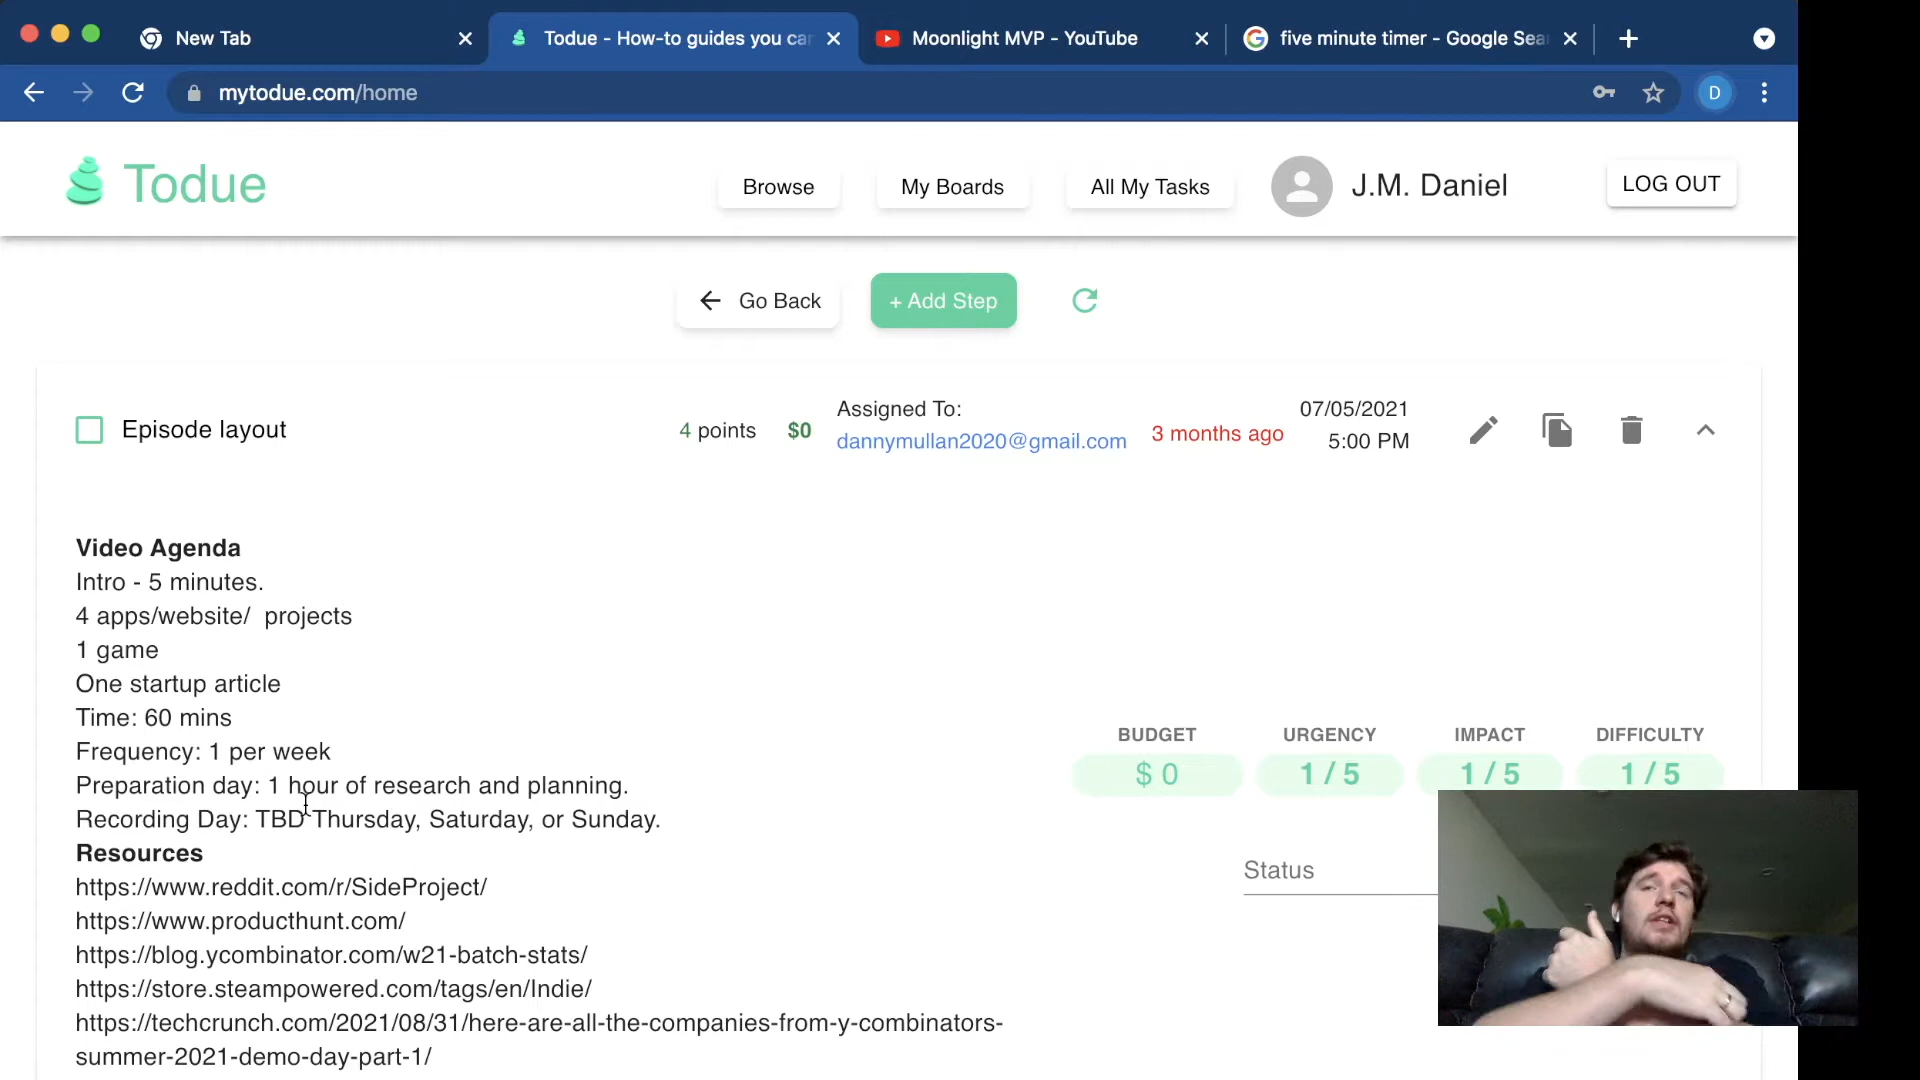 New Tab
Todue - How-to guides you can
Moonlight MVP - YouTube
five minute timer - Google Sea
mytodue.com/home
D
Todue
Browse
My Boards
All My Tasks
J.M. Daniel
LOG OUT
Go Back
+ Add Step
Episode layout
4 points
$0
Assigned To:
dannymullan2020@gmail.com
3 months ago
07/05/2021
5:00 PM
Video Agenda
Intro - 5 minutes.
4 apps/website/ projects
1 game
One startup article
Time: 60 mins
Frequency: 1 per week
Preparation day: 1 hour of research and planning.
Recording Day: TBD Thursday, Saturday, or Sunday.
Resources
https://www.reddit.com/r/SideProject/
https://www.producthunt.com/
https://blog.ycombinator.com/w21-batch-stats/
https://store.steampowered.com/tags/en/Indie/
https://techcrunch.com/2021/08/31/here-are-all-the-companies-from-y-combinators-
summer-2021-demo-day-part-1/
BUDGET
$ 0
URGENCY
1 / 5
IMPACT
1 / 5
DIFFICULTY
1 / 5
Status